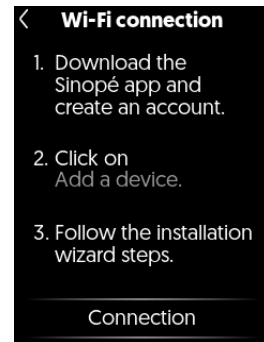 Wi-Fi connection
1. Download the
Sinopé app and
create an account.
2. Click on
Add a device.
3. Follow the installation
wizard steps.
Connection